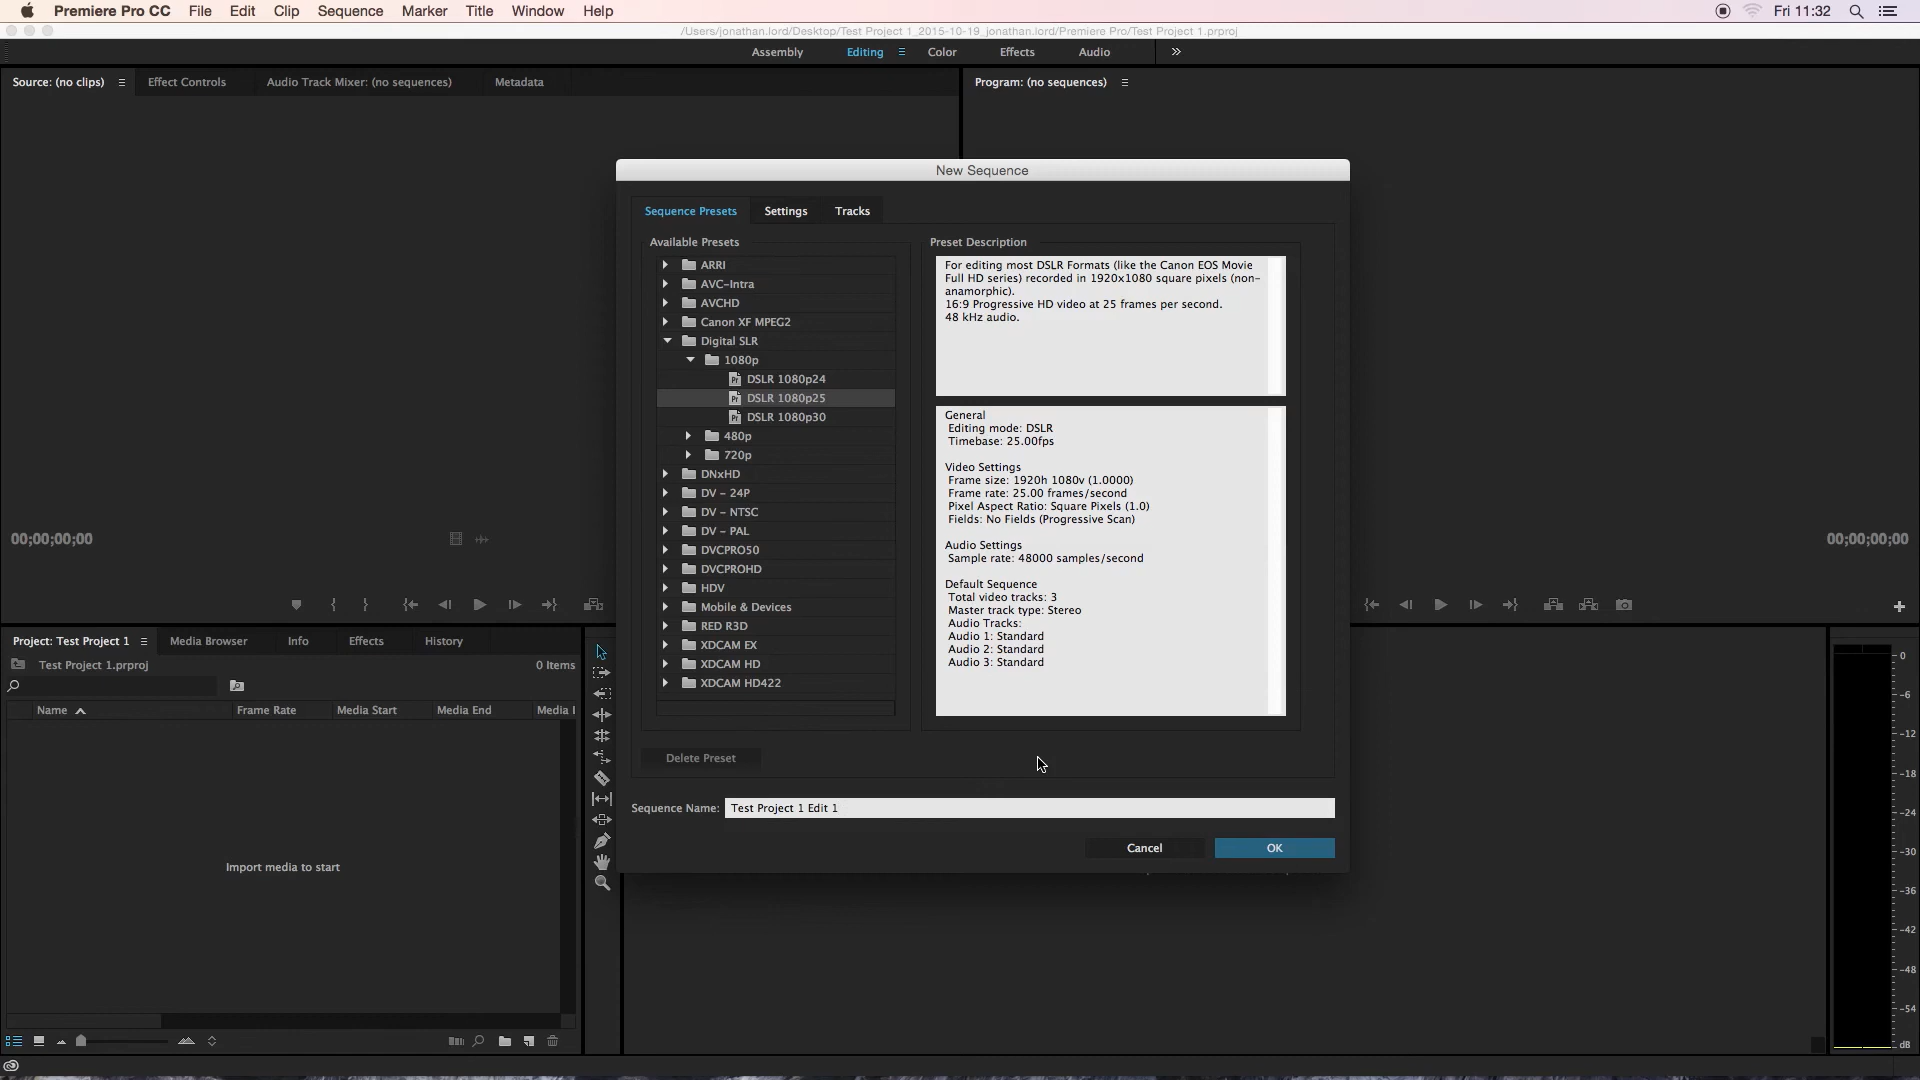 Premiere Pro CC File Edit Clip Sequence Marker Title Window Help Fri 11:32
/Users/jonathan.lord/Desktop/Test Project 1_2015-10-19_jonathan.lord/Premiere Pro/Test Project 1.prproj
Assembly Editing Color Effects Audio
Source: (no clips) Effect Controls Audio Track Mixer: (no sequences) Metadata
Program: (no sequences)
New Sequence
Sequence Presets Settings Tracks
Available Presets
ARRI
AVC-Intra
AVCHD
Canon XF MPEG2
Digital SLR
1080p
DSLR 1080p24
DSLR 1080p25
DSLR 1080p30
480p
720p
DNxHD
DV - 24P
DV - NTSC
DV - PAL
DVCPRO50
DVCPROHD
HDV
Mobile & Devices
RED R3D
XDCAM EX
XDCAM HD
XDCAM HD422
Preset Description
For editing most DSLR Formats (like the Canon EOS Movie
Full HD series) recorded in 1920x1080 square pixels (non-
anamorphic).
16:9 Progressive HD video at 25 frames per second.
48 kHz audio.
General
Editing mode: DSLR
Timebase: 25.00fps
Video Settings
Frame size: 1920h 1080v (1.0000)
Frame rate: 25.00 frames/second
Pixel Aspect Ratio: Square Pixels (1.0)
Fields: No Fields (Progressive Scan)
Audio Settings
Sample rate: 48000 samples/second
Default Sequence
Total video tracks: 3
Master track type: Stereo
Audio Tracks:
Audio 1: Standard
Audio 2: Standard
Audio 3: Standard
Delete Preset
Sequence Name: Test Project 1 Edit 1
Cancel OK
00;00;00;00
00;00;00;00
Project: Test Project 1 Media Browser Info Effects History
Test Project 1.prproj 0 Items
Name Frame Rate Media Start Media End Media
Import media to start
0
-6
-12
-18
-24
-30
-36
-42
-48
-54
dB